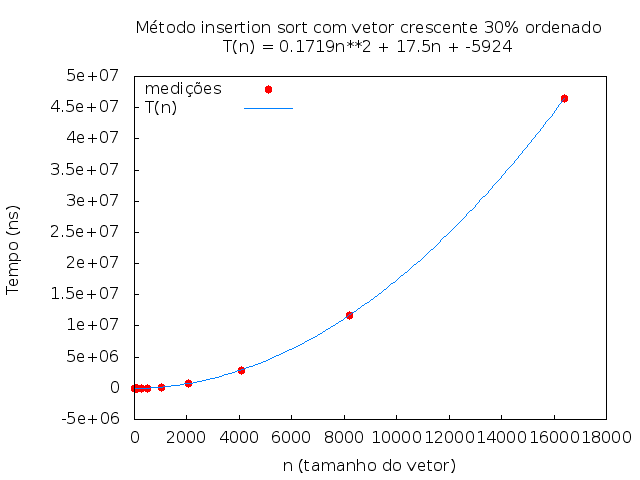 Método insertion sort com vetor crescente 30% ordenado
T(n) = 0.1719n**2 + 17.5n + -5924
5e+07
4.5e+07
4e+07
3.5e+07
3e+07
2.5e+07
2e+07
1.5e+07
1e+07
5e+06
0
-5e+06
Tempo (ns)
medições
T(n)
0 2000 4000 6000 8000 10000 12000 14000 16000 18000
n (tamanho do vetor)